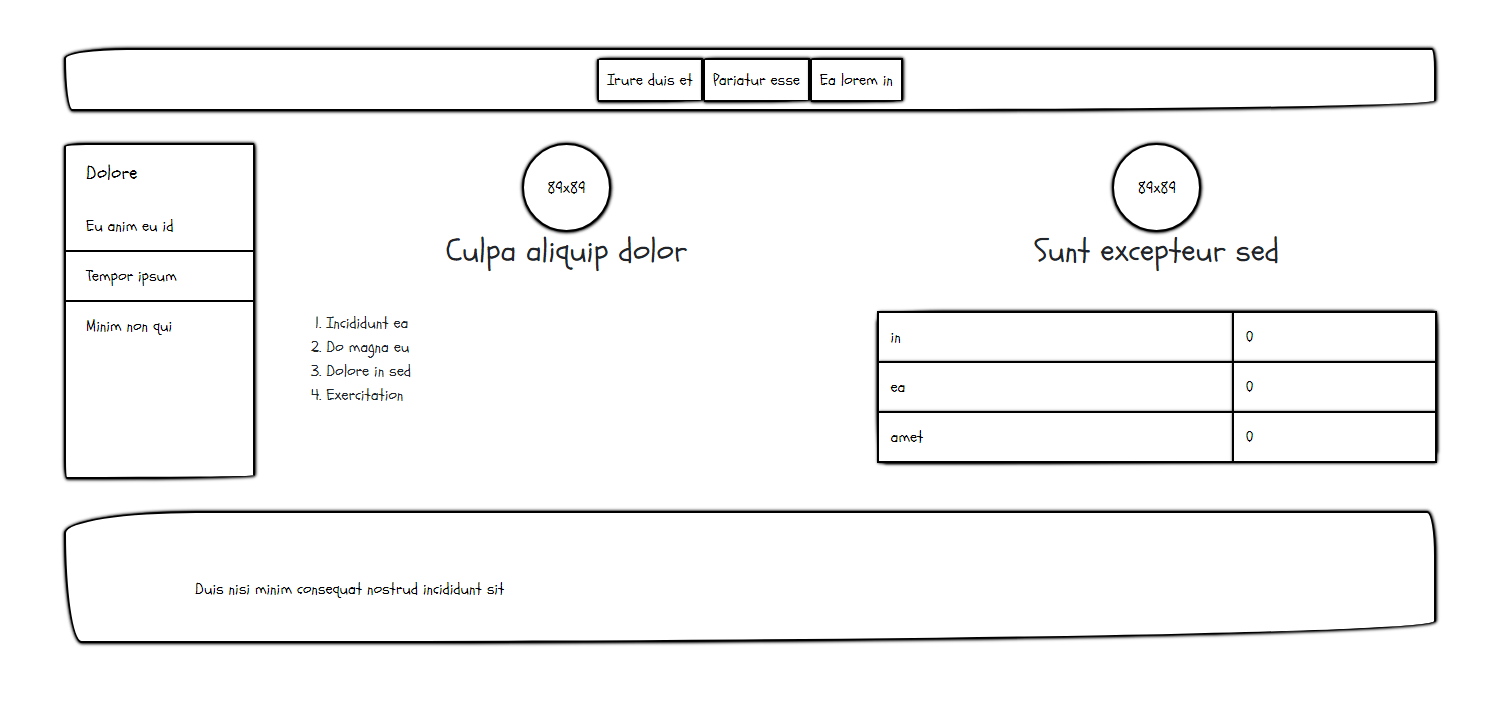 Irure duis et
Pariatur esse
Ea lorem in
Dolore
Eu anim eu id
Tempor ipsum
Minim non qui
89x89
Culpa aliquip dolor
1. Incididunt ea
2. Do magna eu
3. Dolore in sed
4. Exercitation
89x89
Sunt excepteur sed
in 0
ea 0
amet 0
Duis nisi minim consequat nostrud incididunt sit